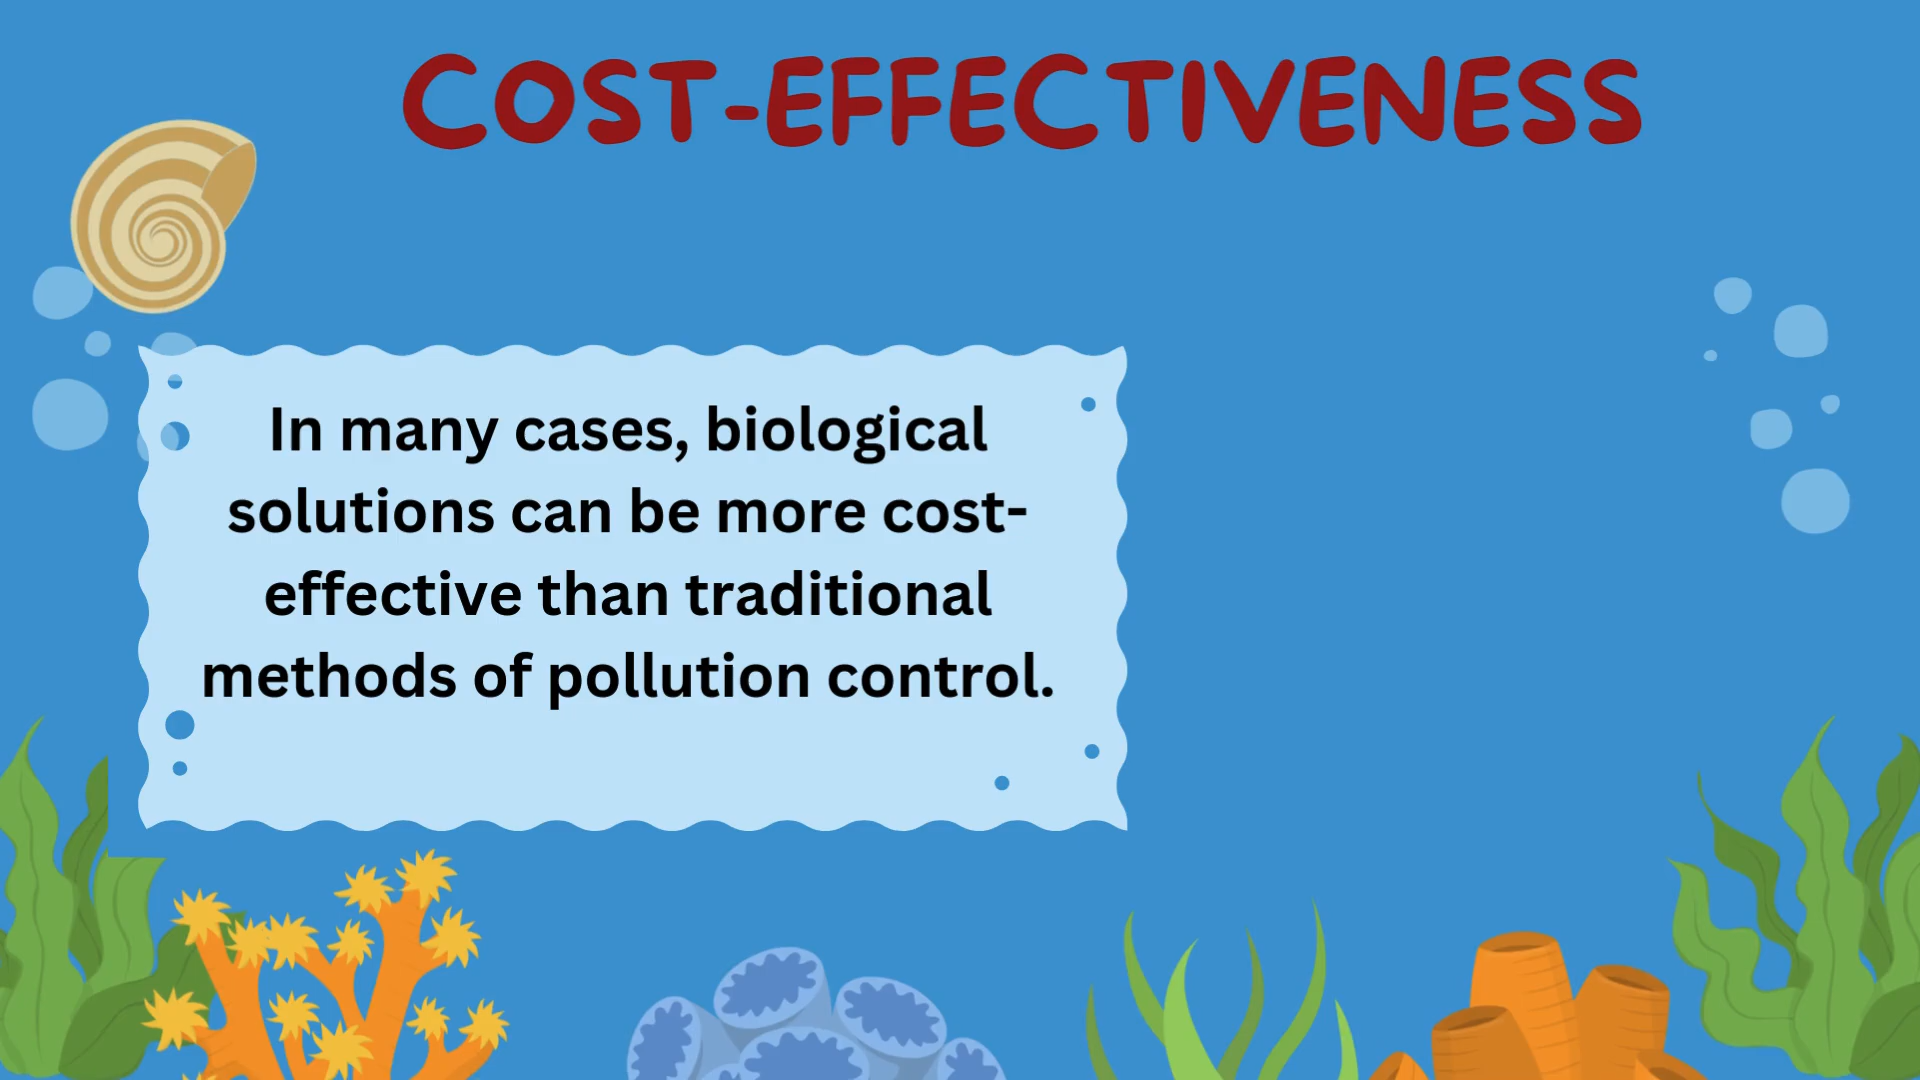 COST-EFFECTIVENESS
In many cases, biological
solutions can be more cost-
effective than traditional
methods of pollution control.